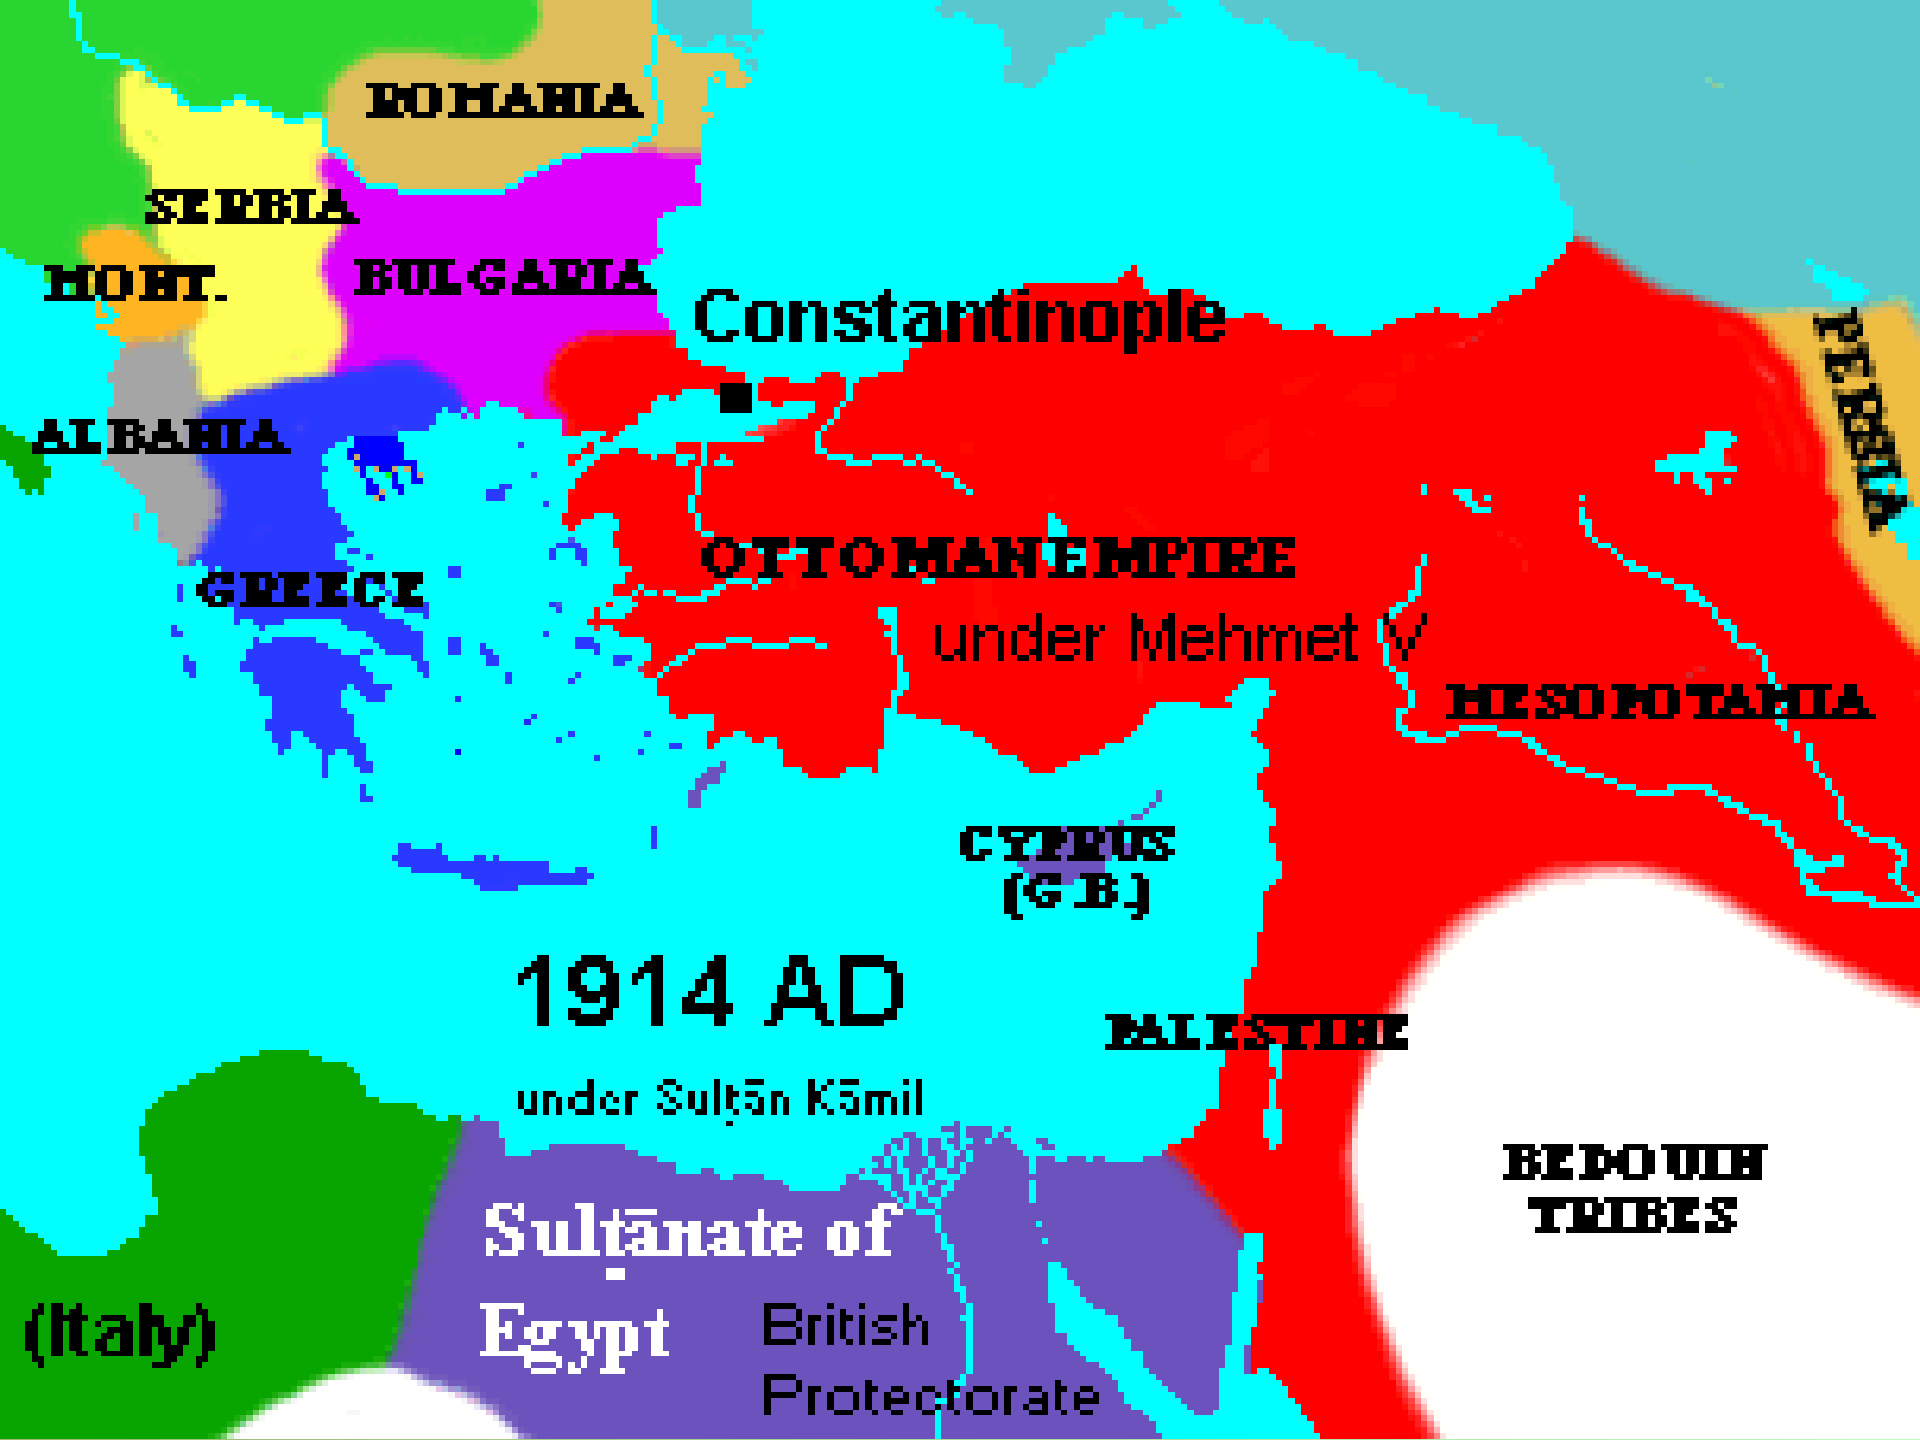 ROMANIA
SERBIA
MONT.
BULGARIA
Constantinople
PERSIA
ALBANIA
OTTOMAN EMPIRE
GREECE
under Mehmet V
MESOPOTAMIA
CYPRUS
(G.B.)
1914 AD
PALESTINE
under Sulṭān Kāmil
BEDOUIN
TRIBES
Sulṭānate of
Egypt
(Italy)
British
Protectorate